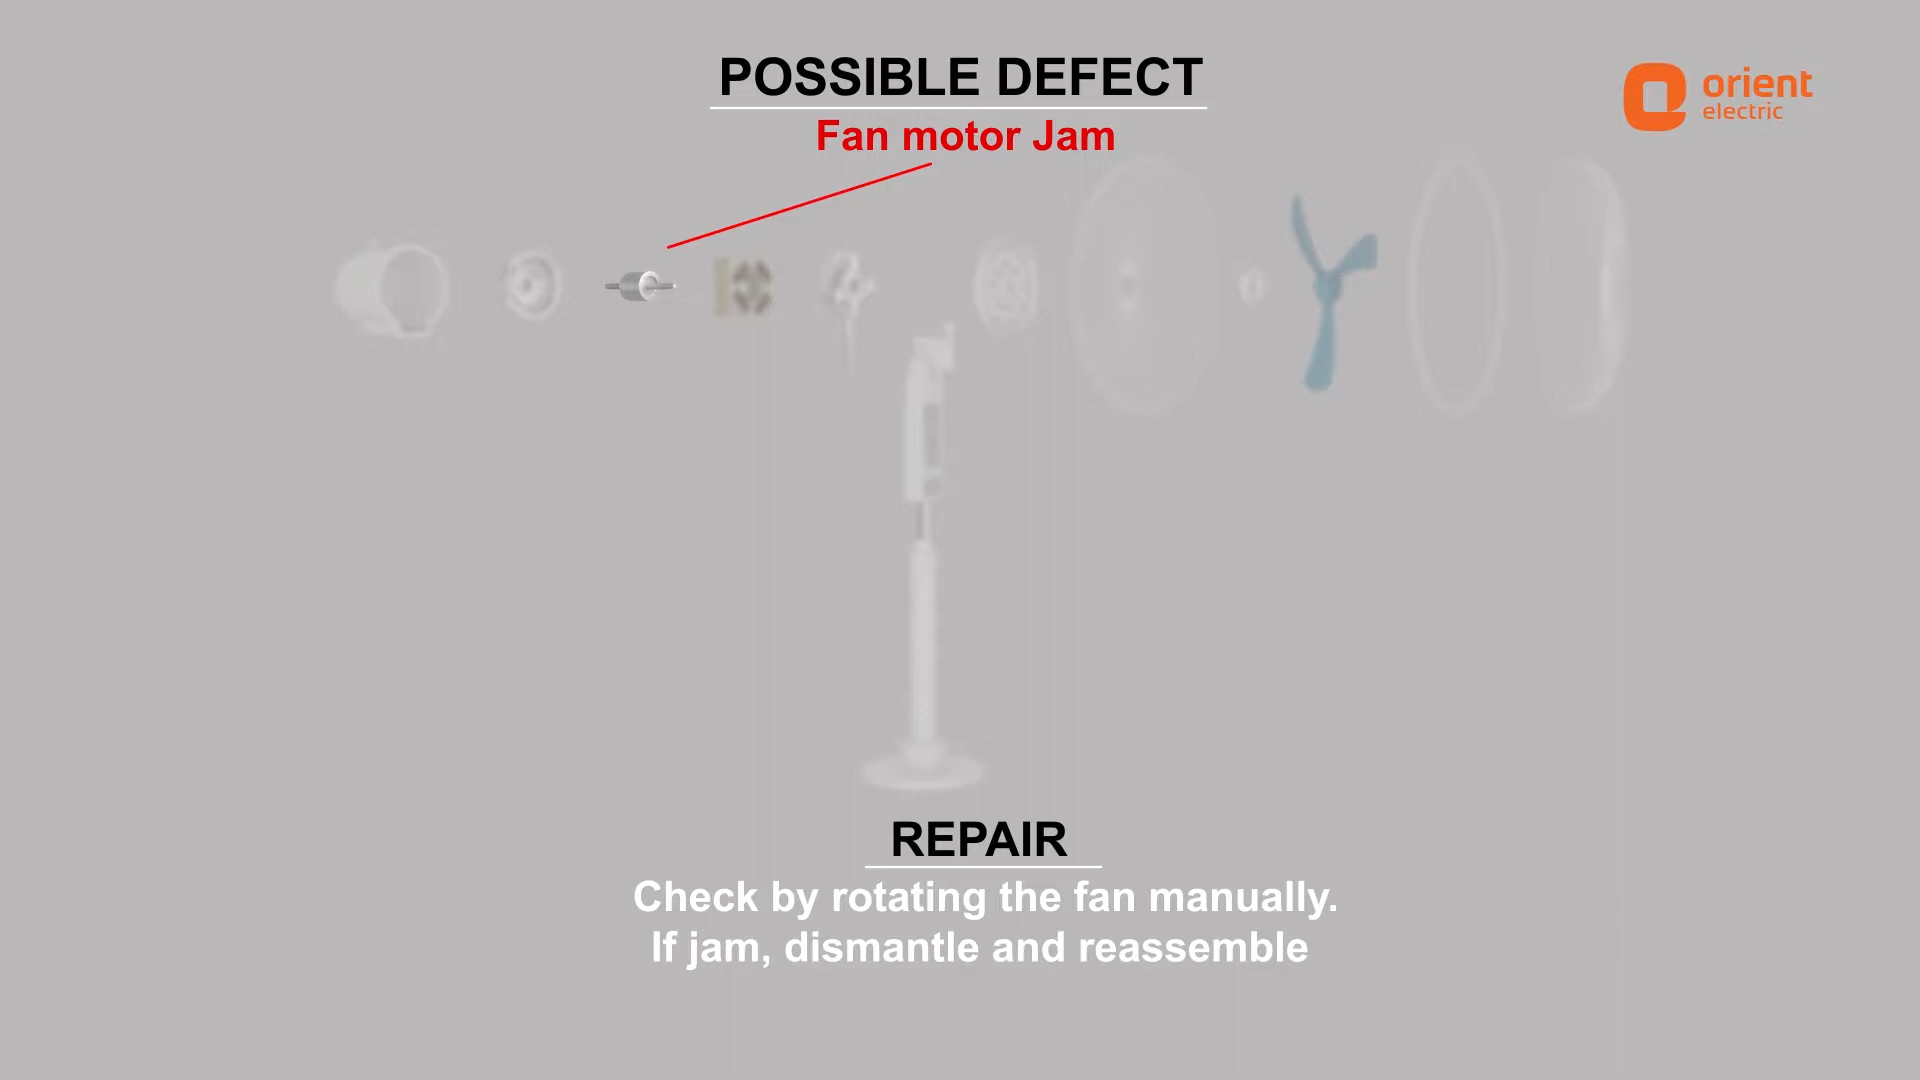 POSSIBLE DEFECT
orient
electric
Fan motor Jam
REPAIR
Check by rotating the fan manually.
If jam, dismantle and reassemble